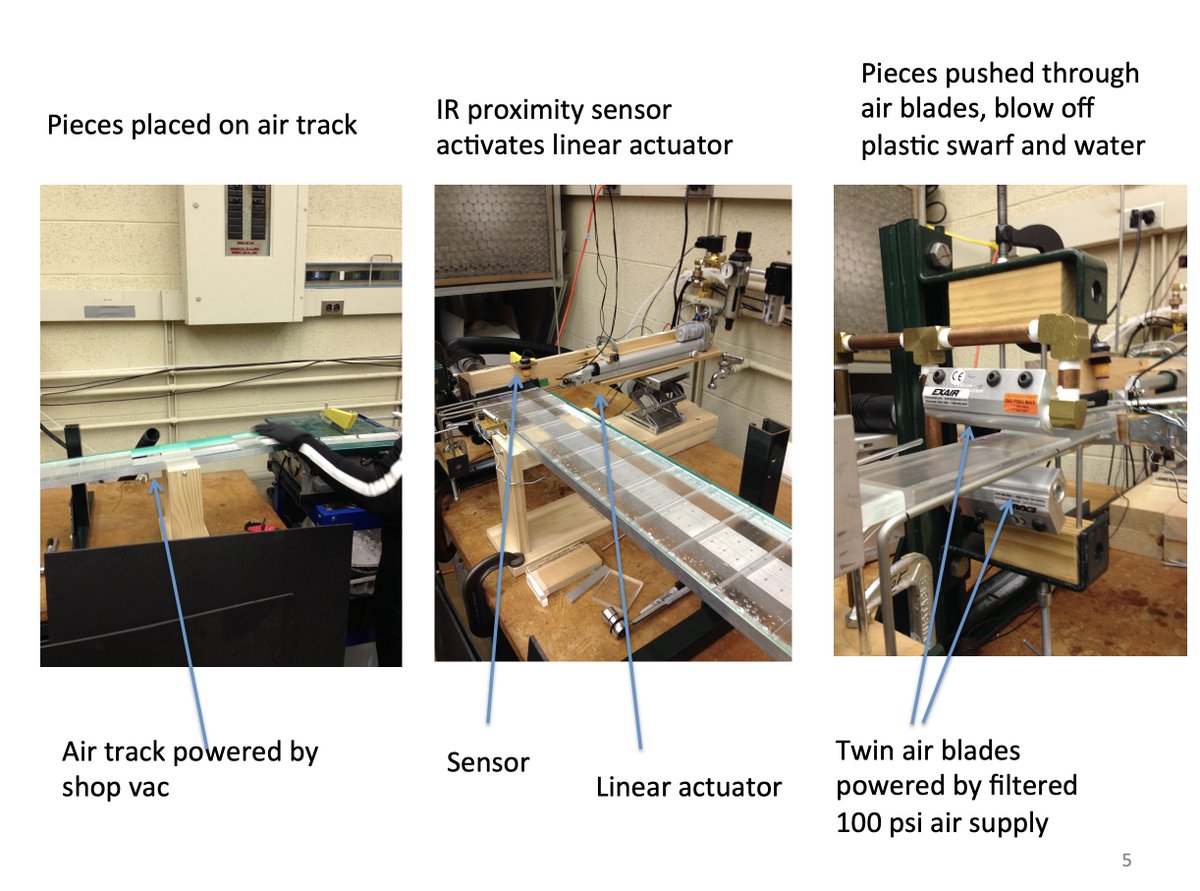 Pieces placed on air track
IR proximity sensor
activates linear actuator
Pieces pushed through
air blades, blow off
plastic swarf and water
EXAIR
CE
EXAIR
Air track powered by
shop vac
Sensor
Linear actuator
Twin air blades
powered by filtered
100 psi air supply
5